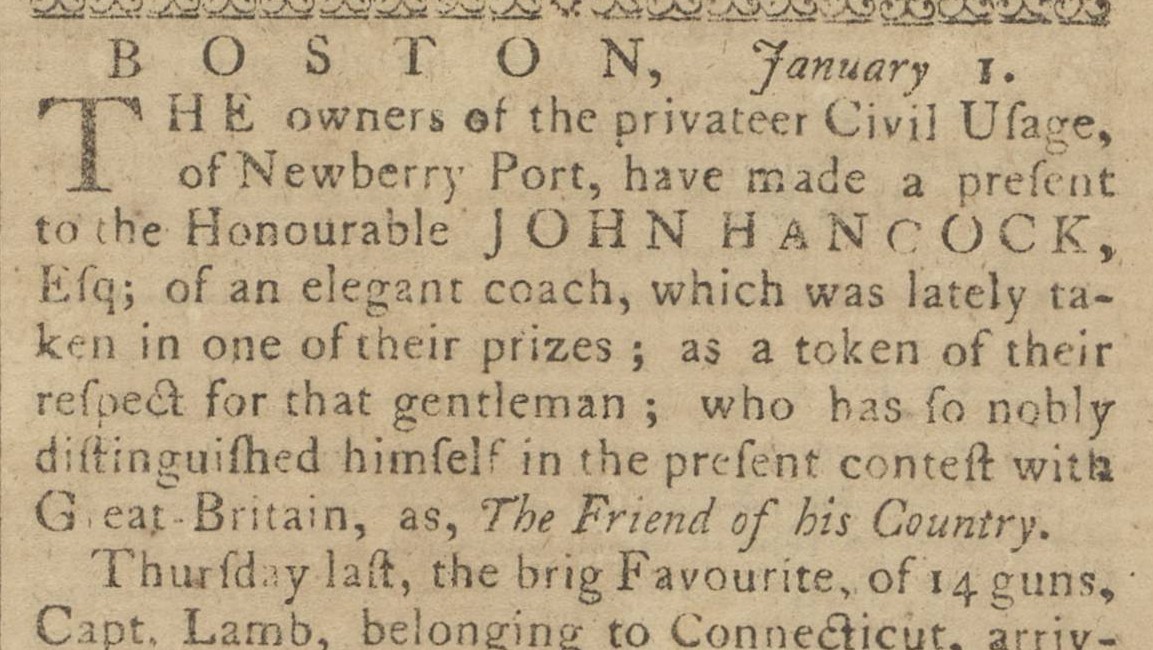 BOSTON, January 1.
THE owners of the privateer Civil Uſage,
of Newberry Port, have made a preſent
to the Honourable JOHN HANCOCK,
Eſq; of an elegant coach, which was lately ta-
ken in one of their prizes; as a token of their
reſpect for that gentleman; who has ſo nobly
diſtinguiſhed himſelf in the preſent conteſt with
Great-Britain, as, The Friend of his Country.
Thurſday laſt, the brig Favourite, of 14 guns,
Capt. Lamb, belonging to Connecticut, arriv-